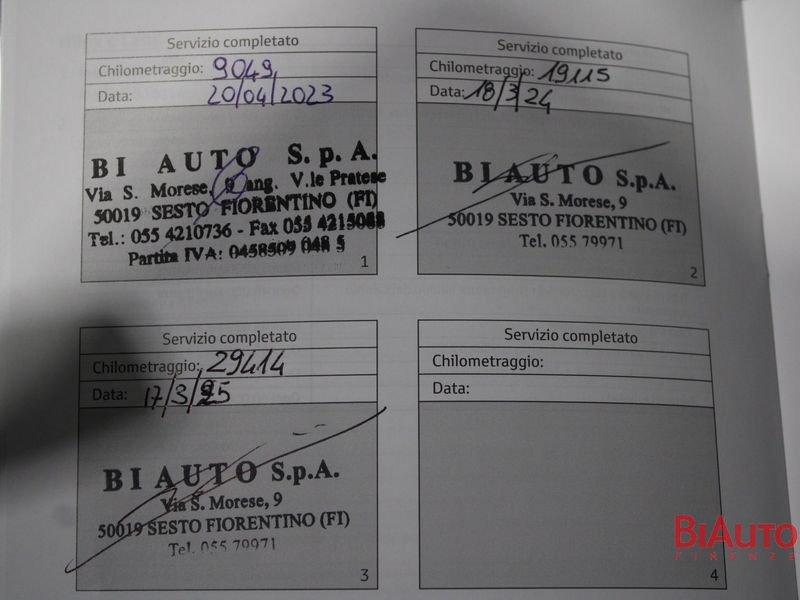 Servizio completato
Chilometraggio: 9049
Data: 20/04/2023
BI AUTO S.p.A.
Via S. Morese, 9 ang. V.le Pratese
50019 SESTO FIORENTINO (FI)
Tel.: 055 4210736 - Fax 055
Partita IVA:
1
Servizio completato
Chilometraggio: 19115
Data: 18/3/24
BI AUTO S.p.A.
Via S. Morese, 9
50019 SESTO FIORENTINO (FI)
Tel. 055 79971
2
Servizio completato
Chilometraggio: 29414
Data: 17/3/25
BI AUTO S.p.A.
Via S. Morese, 9
50019 SESTO FIORENTINO (FI)
Tel. 055 79971
3
Servizio completato
Chilometraggio:
Data:
4
BIAUTO
FIRENZE